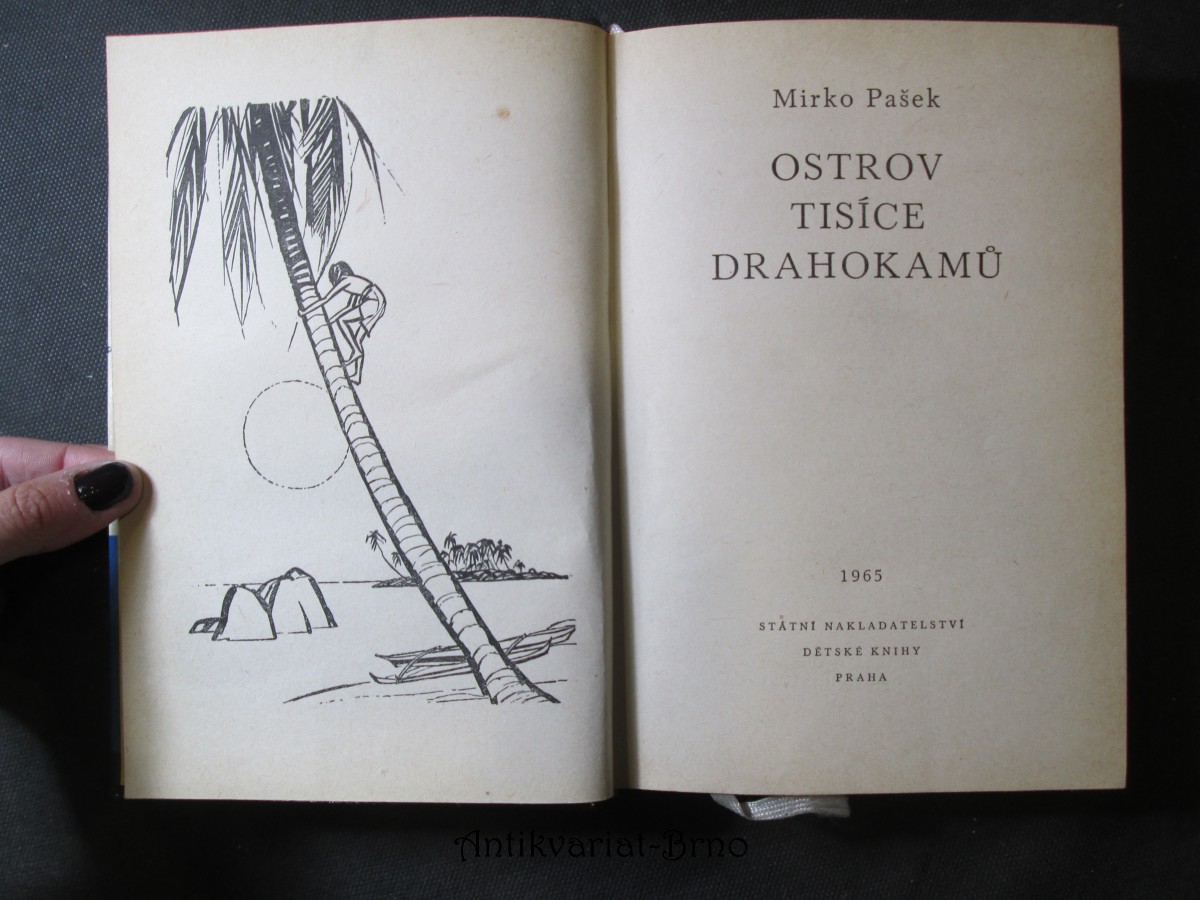 Mirko Pašek
OSTROV
TISÍCE
DRAHOKAMŮ
1965
STÁTNÍ NAKLADATELSTVÍ
DĚTSKÉ KNIHY
PRAHA
Antikvariat-Brno